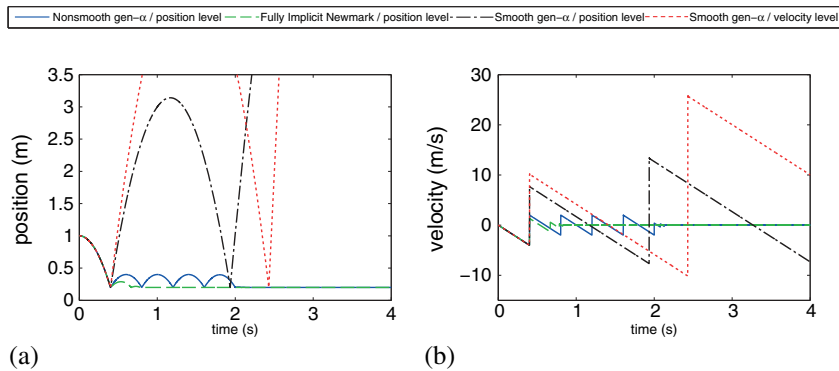 Nonsmooth gen-α / position level Fully Implicit Newmark / position level Smooth gen-α / position level Smooth gen-α / velocity level
3.5
3
2.5
2
1.5
1
0.5
0
position (m)
0 1 2 3 4
time (s)
(a)
30
20
10
0
−10
velocity (m/s)
0 1 2 3 4
time (s)
(b)